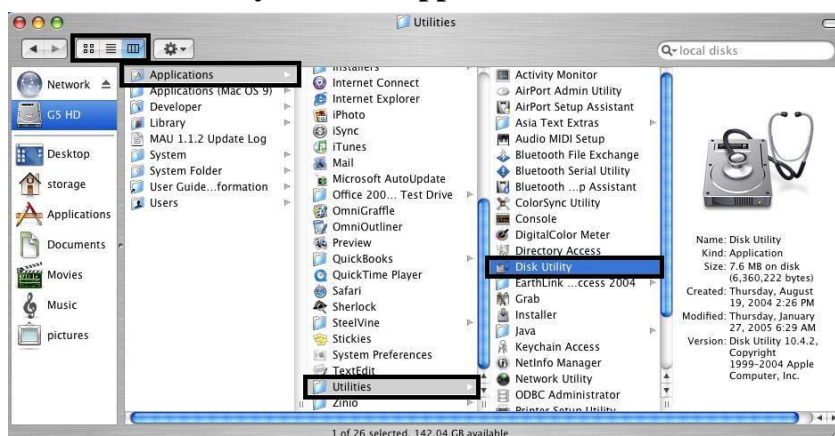 Utilities
local disks
Network
G5 HD
Desktop
storage
Applications
Documents
Movies
Music
pictures
Applications
Applications (Mac OS 9)
Developer
Library
MAU 1.1.2 Update Log
System
System Folder
User Guide...formation
Users
Installers
Internet Connect
Internet Explorer
iPhoto
iSync
iTunes
Mail
Microsoft AutoUpdate
Office 200... Test Drive
OmniGraffle
OmniOutliner
Preview
QuickBooks
QuickTime Player
Safari
Sherlock
SteelVine
Stickies
System Preferences
TextEdit
Utilities
Zinio
Activity Monitor
AirPort Admin Utility
AirPort Setup Assistant
Asia Text Extras
Audio MIDI Setup
Bluetooth File Exchange
Bluetooth Serial Utility
Bluetooth ...p Assistant
ColorSync Utility
Console
DigitalColor Meter
Directory Access
Disk Utility
EarthLink ...ccess 2004
Grab
Installer
Java
Keychain Access
NetInfo Manager
Network Utility
ODBC Administrator
Printer Setup Utility
Name: Disk Utility
Kind: Application
Size: 7.6 MB on disk
(6,360,222 bytes)
Created: Thursday, August
19, 2004 2:26 PM
Modified: Thursday, January
27, 2005 6:29 AM
Version: Disk Utility 10.4.2,
Copyright
1999-2004 Apple
Computer, Inc.
1 of 26 selected, 142.04 GB available